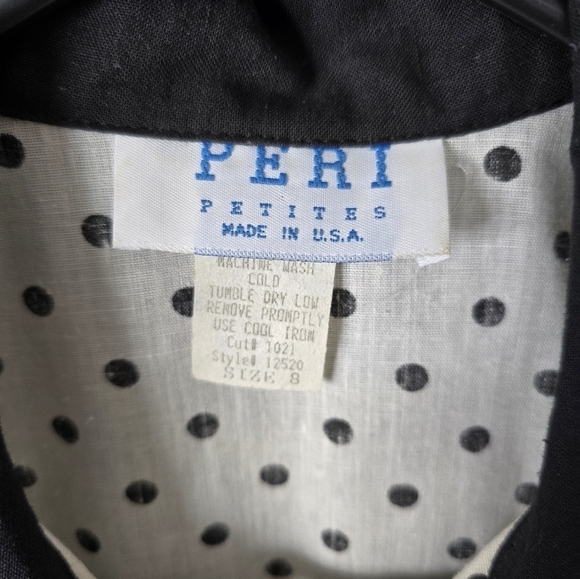 PERI
PETITES
MADE IN U.S.A.
MACHINE WASH
COLD
TUMBLE DRY LOW
REMOVE PROMPTLY
USE COOL IRON
Cut# 1021
Style# 12520
SIZE 8